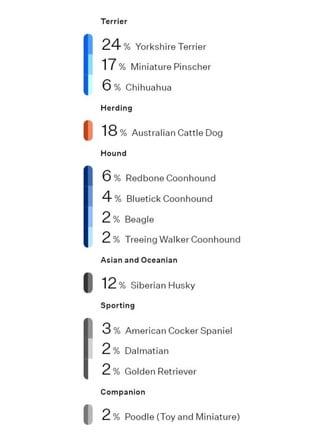 Terrier
24 % Yorkshire Terrier
17 % Miniature Pinscher
6 % Chihuahua
Herding
18 % Australian Cattle Dog
Hound
6 % Redbone Coonhound
4 % Bluetick Coonhound
2 % Beagle
2 % Treeing Walker Coonhound
Asian and Oceanian
12 % Siberian Husky
Sporting
3 % American Cocker Spaniel
2 % Dalmatian
2 % Golden Retriever
Companion
2 % Poodle (Toy and Miniature)